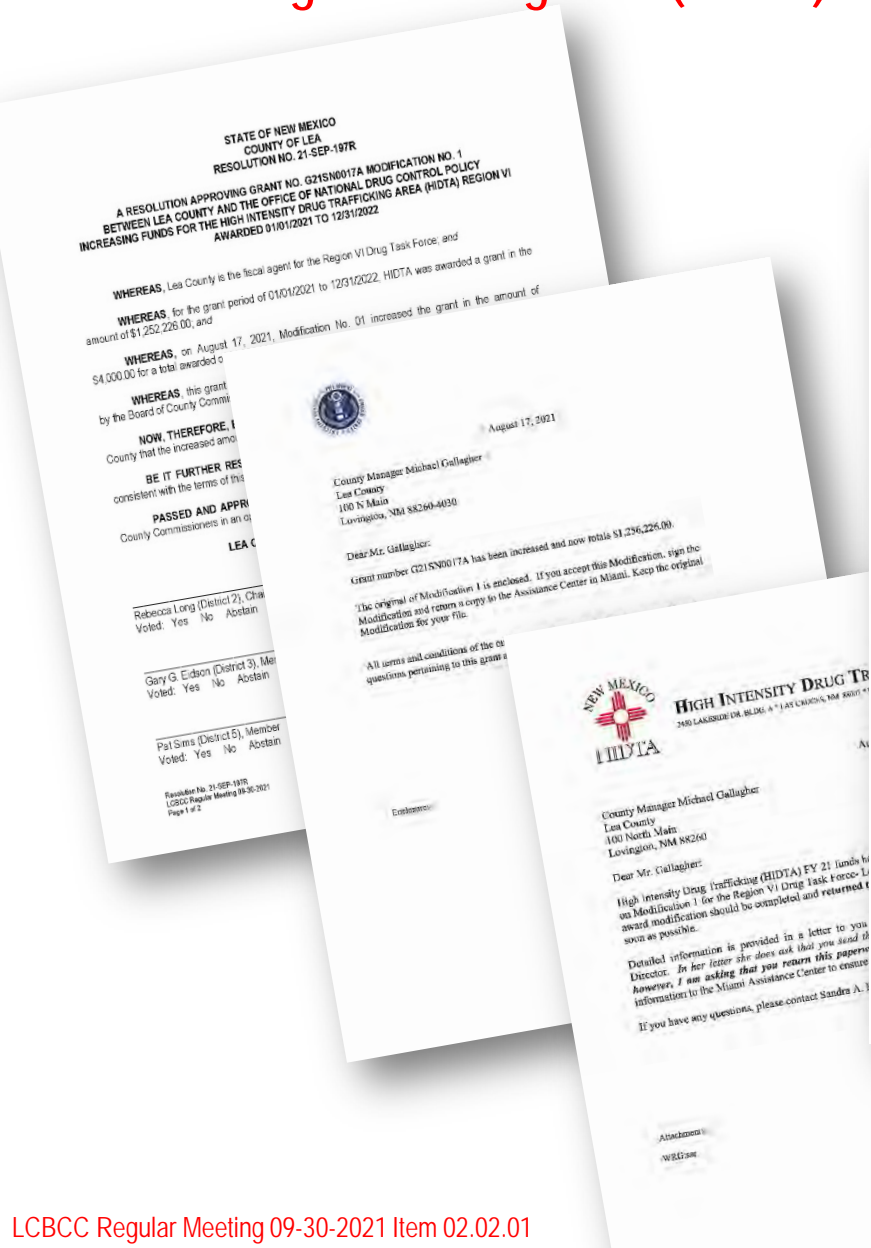 STATE OF NEW MEXICO
COUNTY OF LEA
RESOLUTION NO. 21-SEP-197R
A RESOLUTION APPROVING GRANT NO. G21SN0017A MODIFICATION NO. 1
BETWEEN LEA COUNTY AND THE OFFICE OF NATIONAL DRUG CONTROL POLICY
INCREASING FUNDS FOR THE HIGH INTENSITY DRUG TRAFFICKING AREA (HIDTA) REGION VI
AWARDED 01/01/2021 TO 12/31/2022
WHEREAS, Lea County is the fiscal agent for the Region VI Drug Task Force; and
WHEREAS, for the grant period of 01/01/2021 to 12/31/2022, HIDTA was awarded a grant in the
amount of $1,252,226.00; and
WHEREAS, on August 17, 2021, Modification No. 01 increased the grant in the amount of
$4,000.00 for a total awarded
WHEREAS, this grant
by the Board of County
NOW, THEREFORE,
County that the increased
BE IT FURTHER
consistent with the terms of this
PASSED AND
County Commissioners in an
LEA
Rebecca Long (District 2),
Voted: Yes No Abstain
Gary G. Eidson (District 3),
Voted: Yes No Abstain
Pat Sims (District 5), Member
Voted: Yes No Abstain
Resolution No. 21-SEP-197R
LCBCC Regular Meeting 09-30-2021
Page 1 of 2
August 17, 2021
County Manager Michael Gallagher
Lea County
100 N Main
Lovington, NM 88260-4030
Dear Mr. Gallagher:
Grant number G21SN0017A has been increased and now totals $1,256,226.00.
The original of Modification 1 is enclosed. If you accept this Modification, sign the
Modification and return a copy to the Assistance Center in Miami. Keep the original
Modification for your file.
All terms and conditions of the
questions pertaining to this grant
Enclosures
NEW MEXICO
HIDTA
HIGH INTENSITY DRUG
2450 LAKESIDE DR. BLDG. A * LAS CRUCES, NM
County Manager Michael Gallagher
Lea County
100 North Main
Lovington, NM 88260
Dear Mr. Gallagher:
High Intensity Drug Trafficking (HIDTA) FY 21 funds
on Modification 1 for the Region VI Drug Task Force-
award modification should be completed and returned
soon as possible.
Detailed information is provided in a letter to you
Director. In her letter she does ask that you send
however, I am asking that you return this
information to the Miami Assistance Center to ensure
If you have any questions, please contact Sandra A.
Attachment
LCBCC Regular Meeting 09-30-2021 Item 02.02.01